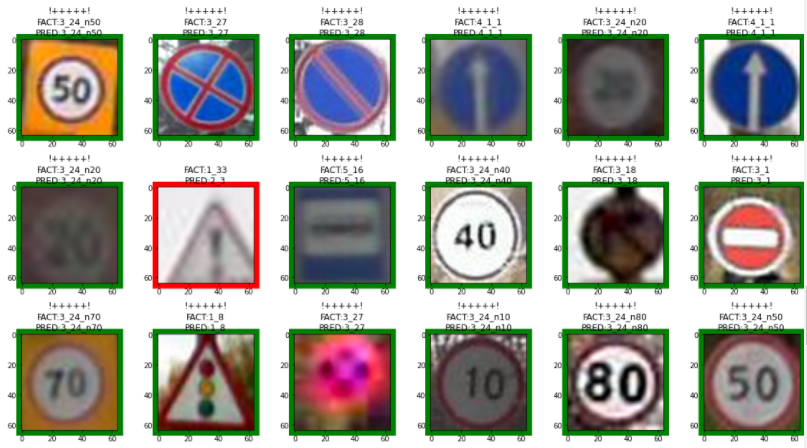 !+++++! !+++++! !+++++! !+++++! !+++++! !+++++!
FACT:3_24_n50 FACT:3_27 FACT:3_28 FACT:4_1_1 FACT:3_24_n20 FACT:4_1_1
PRED:3_24_n50 PRED:3_27 PRED:3_28 PRED:4_1_1 PRED:3_24_n20 PRED:4_1_1
0 0 0 0 0 0
20 20 20 20 20 20
50 20
40 40 40 40 40 40
60 60 60 60 60 60
0 20 40 60 0 20 40 60 0 20 40 60 0 20 40 60 0 20 40 60 0 20 40 60
!+++++! !+++++! !+++++! !+++++! !+++++!
FACT:3_24_n20 FACT:1_33 FACT:5_16 FACT:3_24_n40 FACT:3_18 FACT:3_1
PRED:3_24_n20 PRED:2_3 PRED:5_16 PRED:3_24_n40 PRED:3_18 PRED:3_1
0 0 0 0 0 0
20 20 20 20 20 20
20 40
40 40 40 40 40 40
60 60 60 60 60 60
0 20 40 60 0 20 40 60 0 20 40 60 0 20 40 60 0 20 40 60 0 20 40 60
!+++++! !+++++! !+++++! !+++++! !+++++! !+++++!
FACT:3_24_n70 FACT:1_8 FACT:3_27 FACT:3_24_n10 FACT:3_24_n80 FACT:3_24_n50
PRED:3_24_n70 PRED:1_8 PRED:3_27 PRED:3_24_n10 PRED:3_24_n80 PRED:3_24_n50
0 0 0 0 0 0
20 20 20 20 20 20
70 10 80 50
40 40 40 40 40 40
60 60 60 60 60 60
0 20 40 60 0 20 40 60 0 20 40 60 0 20 40 60 0 20 40 60 0 20 40 60